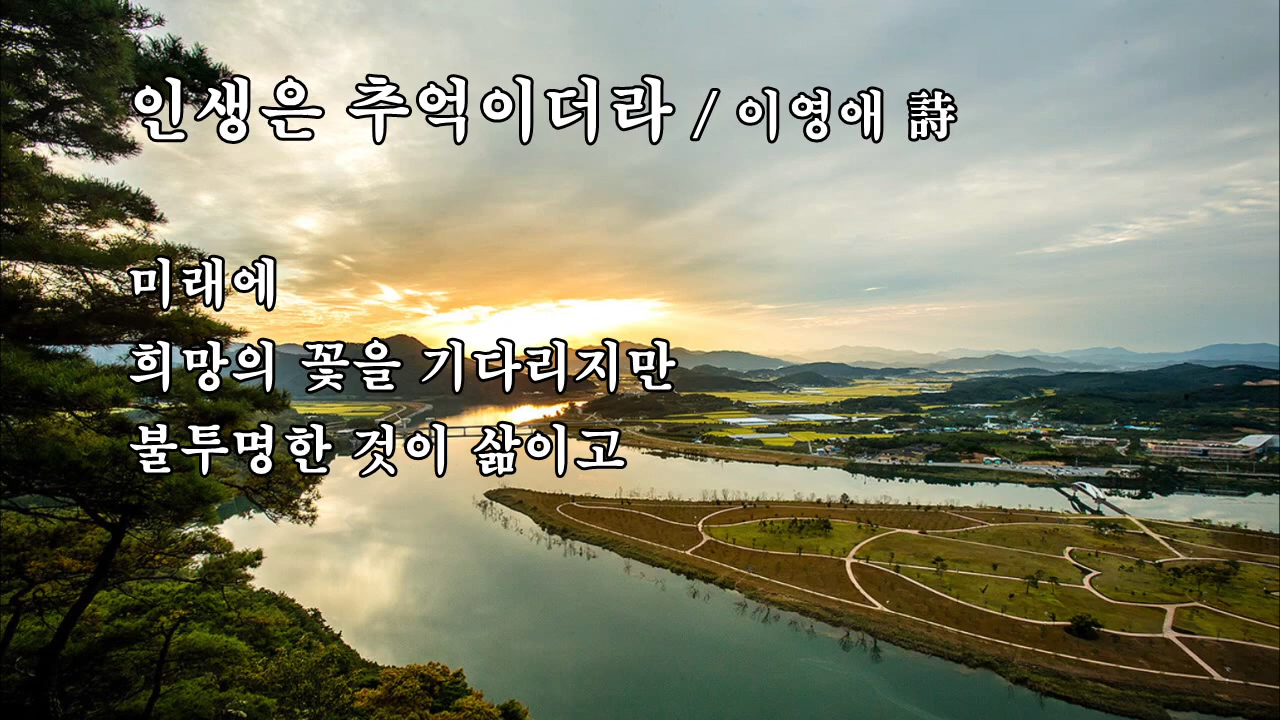 인생은 추억이더라 / 이영애 詩
미래에
희망의 꽃을 기다리지만
불투명한 것이 삶이고